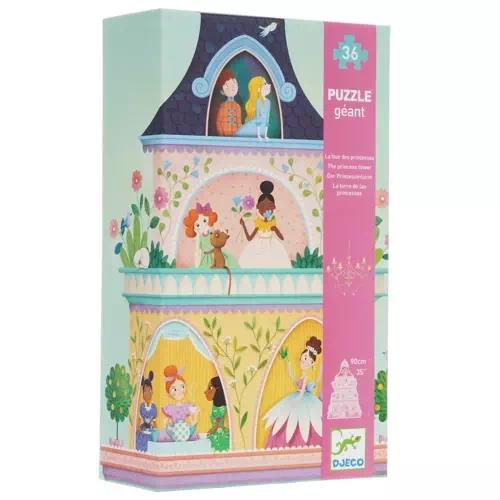 36
PUZZLE
géant
La tour des princesses
The princess tower
Der Prinzessinturm
La torre de las
princesas
90cm
35"
DJECO